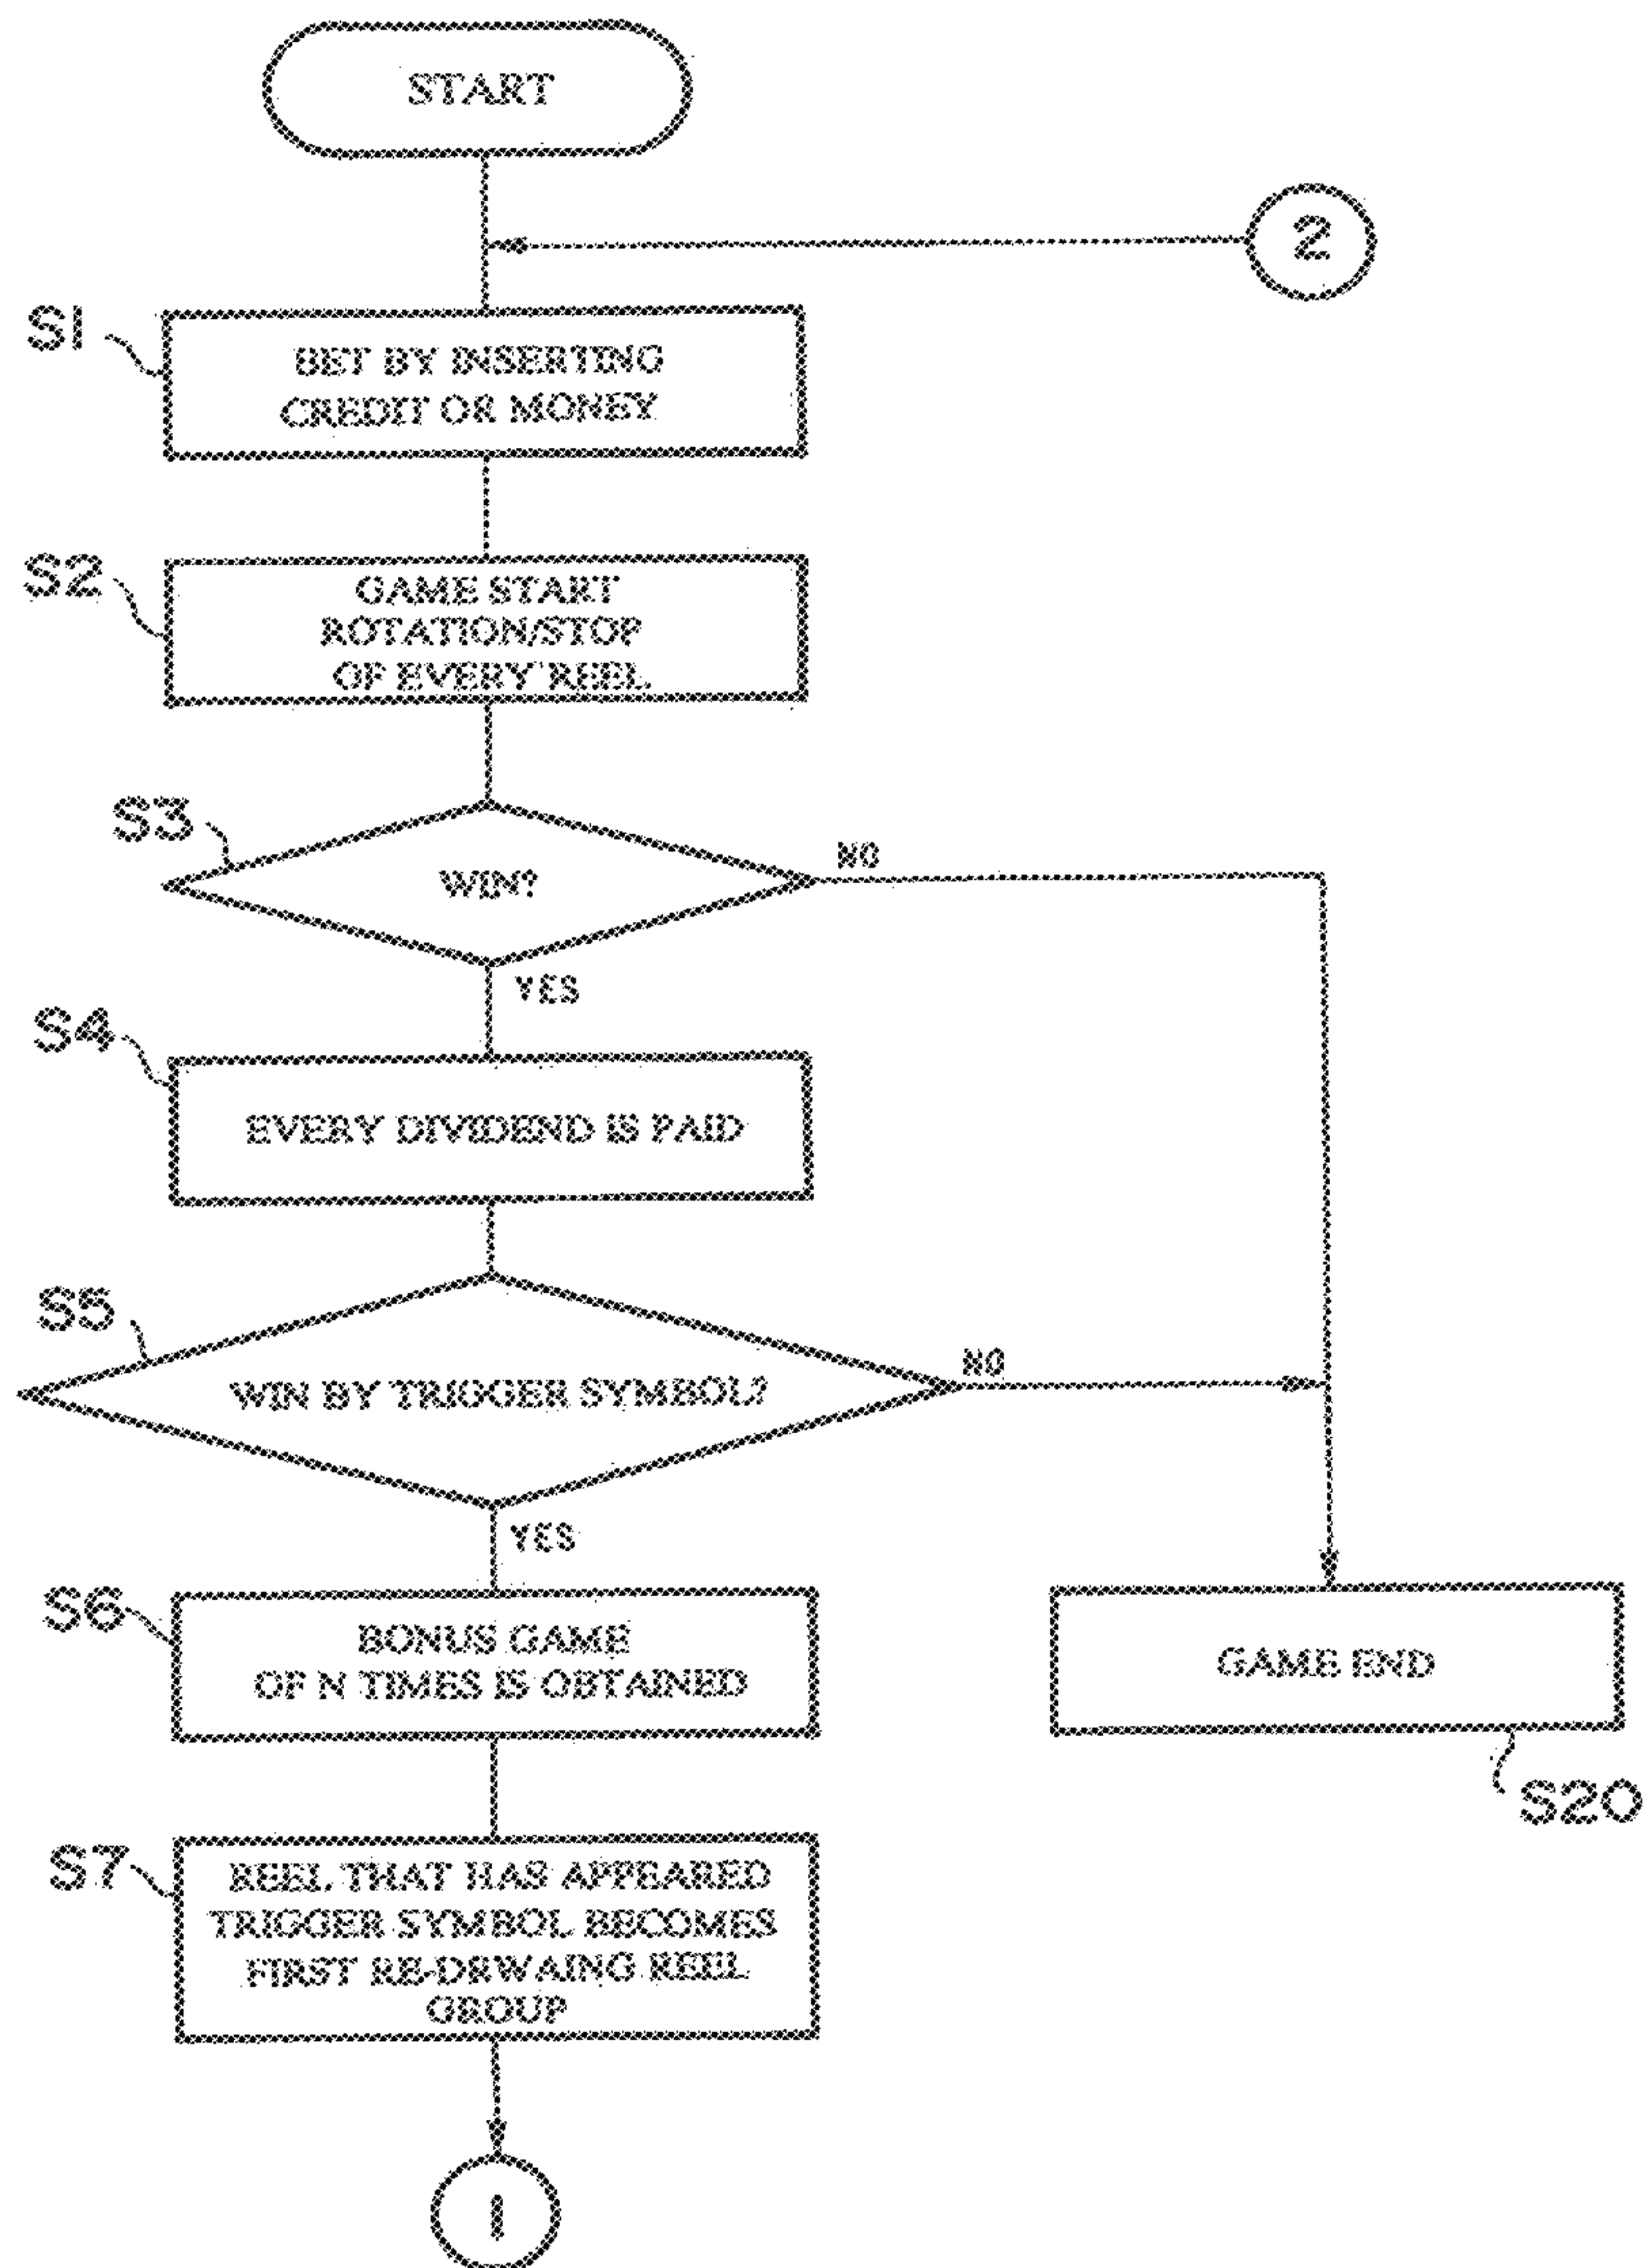 START
2
S1
BET BY INSERTING
CREDIT OR MONEY
S2
GAME START
ROTATION/STOP
OF EVERY REEL
S3
WIN?
NO
YES
S4
EVERY DIVIDEND IS PAID
S5
WIN BY TRIGGER SYMBOL?
NO
YES
S6
BONUS GAME
OF N TIMES IS OBTAINED
GAME END
S20
S7
REEL THAT HAS APPEARED
TRIGGER SYMBOL BECOMES
FIRST RE-DRWAING REEL
GROUP
1